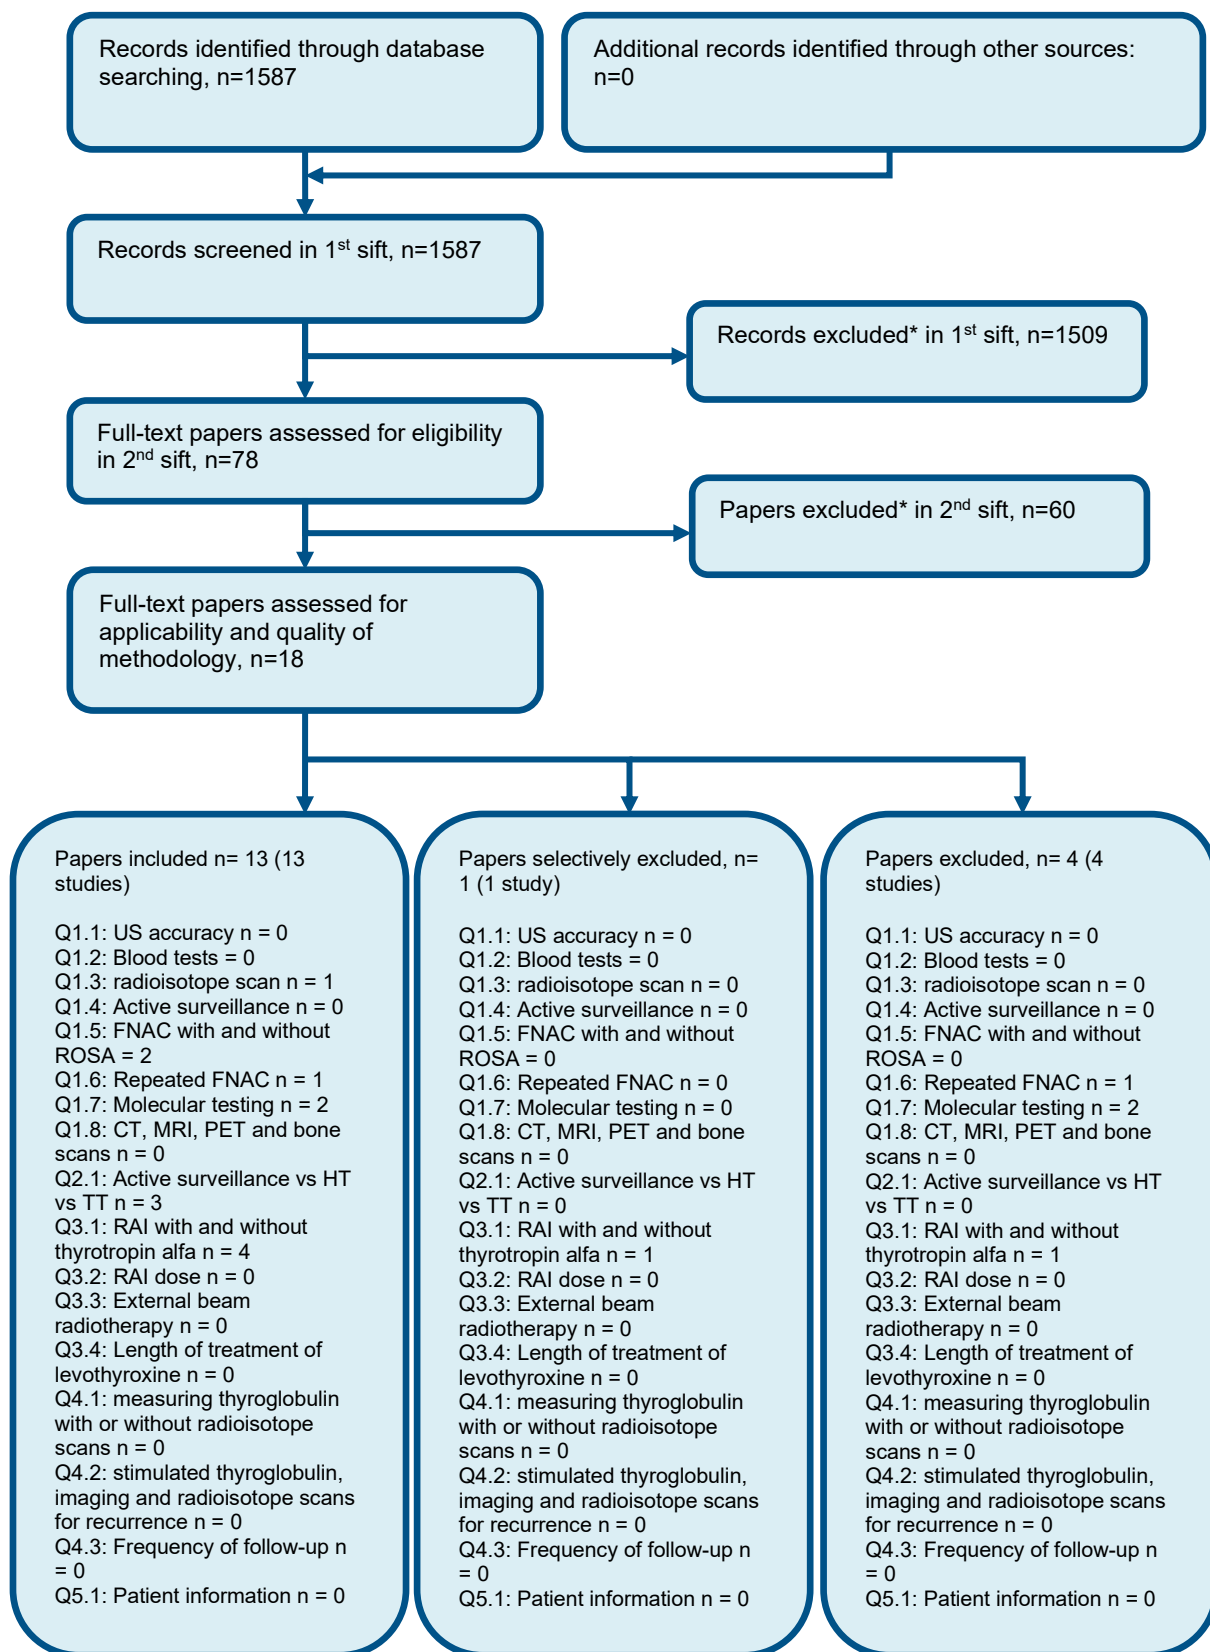 Records identified through database
searching, n=1587
Additional records identified through other sources:
n=0
Records screened in 1st sift, n=1587
Records excluded* in 1st sift, n=1509
Full-text papers assessed for eligibility
in 2nd sift, n=78
Papers excluded* in 2nd sift, n=60
Full-text papers assessed for
applicability and quality of
methodology, n=18
Papers included n= 13 (13
studies)
Q1.1: US accuracy n = 0
Q1.2: Blood tests = 0
Q1.3: radioisotope scan n = 1
Q1.4: Active surveillance n = 0
Q1.5: FNAC with and without
ROSA = 2
Q1.6: Repeated FNAC n = 1
Q1.7: Molecular testing n = 2
Q1.8: CT, MRI, PET and bone
scans n = 0
Q2.1: Active surveillance vs HT
vs TT n = 3
Q3.1: RAI with and without
thyrotropin alfa n = 4
Q3.2: RAI dose n = 0
Q3.3: External beam
radiotherapy n = 0
Q3.4: Length of treatment of
levothyroxine n = 0
Q4.1: measuring thyroglobulin
with or without radioisotope
scans n = 0
Q4.2: stimulated thyroglobulin,
imaging and radioisotope scans
for recurrence n = 0
Q4.3: Frequency of follow-up n
= 0
Q5.1: Patient information n = 0
Papers selectively excluded, n=
1 (1 study)
Q1.1: US accuracy n = 0
Q1.2: Blood tests = 0
Q1.3: radioisotope scan n = 0
Q1.4: Active surveillance n = 0
Q1.5: FNAC with and without
ROSA = 0
Q1.6: Repeated FNAC n = 0
Q1.7: Molecular testing n = 0
Q1.8: CT, MRI, PET and bone
scans n = 0
Q2.1: Active surveillance vs HT
vs TT n = 0
Q3.1: RAI with and without
thyrotropin alfa n = 1
Q3.2: RAI dose n = 0
Q3.3: External beam
radiotherapy n = 0
Q3.4: Length of treatment of
levothyroxine n = 0
Q4.1: measuring thyroglobulin
with or without radioisotope
scans n = 0
Q4.2: stimulated thyroglobulin,
imaging and radioisotope scans
for recurrence n = 0
Q4.3: Frequency of follow-up n
= 0
Q5.1: Patient information n = 0
Papers excluded, n= 4 (4
studies)
Q1.1: US accuracy n = 0
Q1.2: Blood tests = 0
Q1.3: radioisotope scan n = 0
Q1.4: Active surveillance n = 0
Q1.5: FNAC with and without
ROSA = 0
Q1.6: Repeated FNAC n = 1
Q1.7: Molecular testing n = 2
Q1.8: CT, MRI, PET and bone
scans n = 0
Q2.1: Active surveillance vs HT
vs TT n = 0
Q3.1: RAI with and without
thyrotropin alfa n = 1
Q3.2: RAI dose n = 0
Q3.3: External beam
radiotherapy n = 0
Q3.4: Length of treatment of
levothyroxine n = 0
Q4.1: measuring thyroglobulin
with or without radioisotope
scans n = 0
Q4.2: stimulated thyroglobulin,
imaging and radioisotope scans
for recurrence n = 0
Q4.3: Frequency of follow-up n
= 0
Q5.1: Patient information n = 0